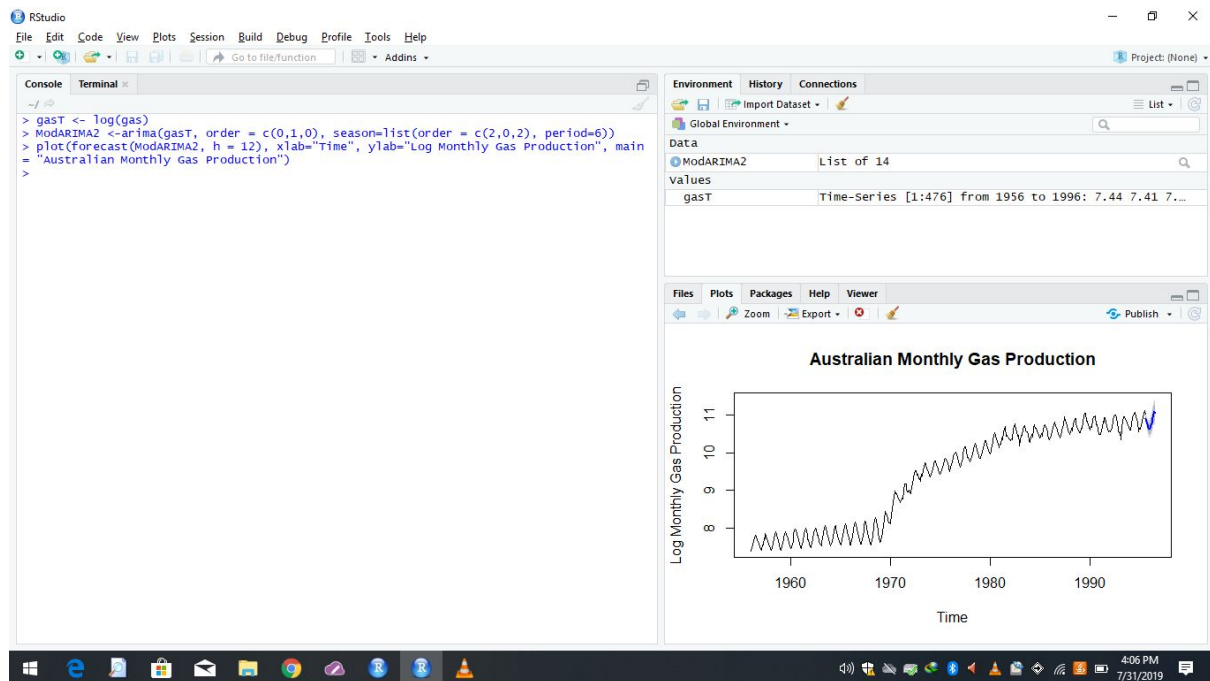 RStudio
File Edit Code View Plots Session Build Debug Profile Tools Help
Go to file/function Addins
Project: (None)
Console Terminal
~/
> gasT <- log(gas)
> ModARIMA2 <-arima(gasT, order = c(0,1,0), season=list(order = c(2,0,2), period=6))
> plot(forecast(ModARIMA2, h = 12), xlab="Time", ylab="Log Monthly Gas Production", main
= "Australian Monthly Gas Production")
>
Environment History Connections
Import Dataset List
Global Environment
Data
ModARIMA2 List of 14
Values
gasT Time-Series [1:476] from 1956 to 1996: 7.44 7.41 7.…
Files Plots Packages Help Viewer
Zoom Export Publish
Australian Monthly Gas Production
Log Monthly Gas Production
11
10
9
8
1960 1970 1980 1990
Time
4:06 PM
7/31/2019